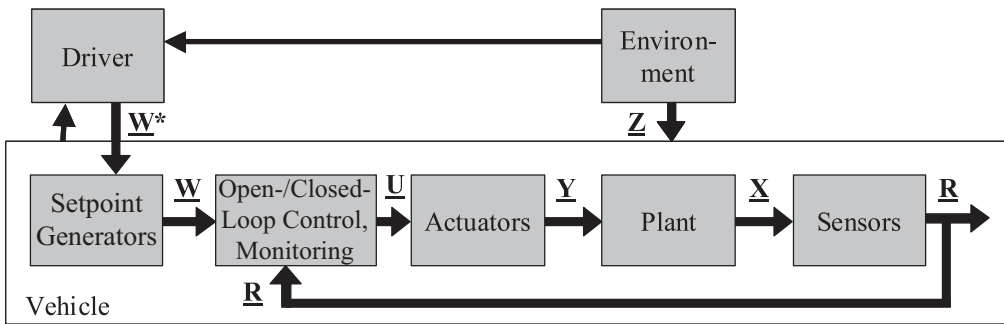 Driver
Environ-
ment
W*
Z
Setpoint
Generators
W
Open-/Closed-
Loop Control,
Monitoring
U
Actuators
Y
Plant
X
Sensors
R
R
Vehicle